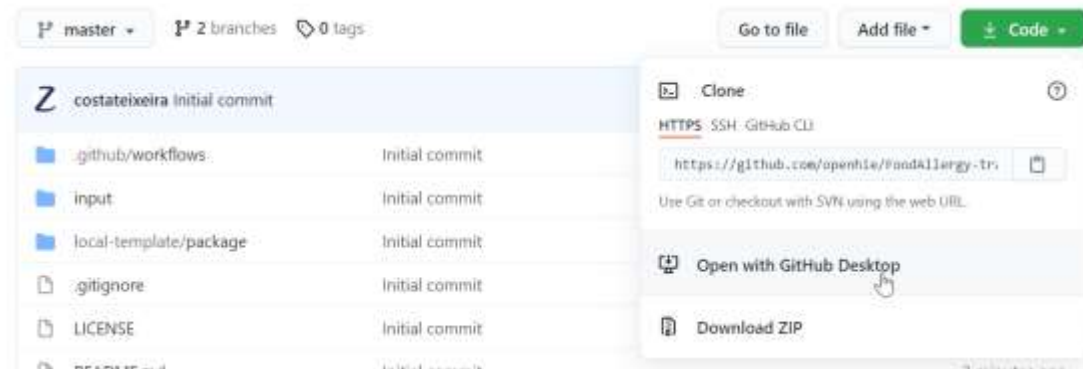 master 2 branches 0 tags Go to file Add file Code
costateixeira Initial commit
.github/workflows Initial commit
input Initial commit
local-template/package Initial commit
.gitignore Initial commit
LICENSE Initial commit
Clone
HTTPS SSH GitHub CLI
https://github.com/openhie/FoodAllergy-tr
Use Git or checkout with SVN using the web URL.
Open with GitHub Desktop
Download ZIP